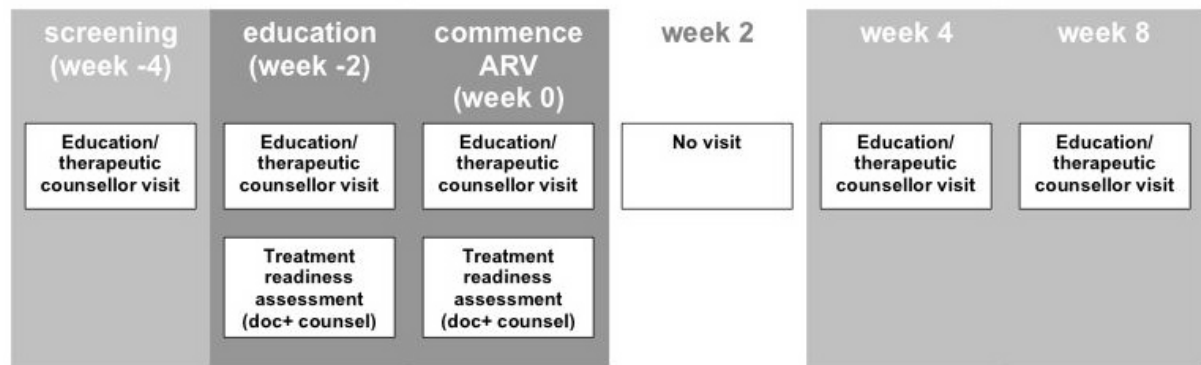 screening
(week -4)
education
(week -2)
commence
ARV
(week 0)
week 2
week 4
week 8
Education/
therapeutic
counsellor visit
Education/
therapeutic
counsellor visit
Education/
therapeutic
counsellor visit
No visit
Education/
therapeutic
counsellor visit
Education/
therapeutic
counsellor visit
Treatment
readiness
assessment
(doc+ counsel)
Treatment
readiness
assessment
(doc+ counsel)